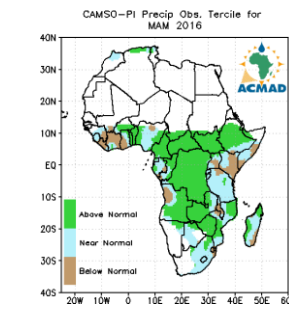 CAMSO-PI Precip Obs. Tercile for
MAM 2016
40N
30N
20N
10N
EQ
10S
20S
30S
40S
ACMAD
Above Normal
Near Normal
Below Normal
20W 10W 0 10E 20E 30E 40E 50E 60